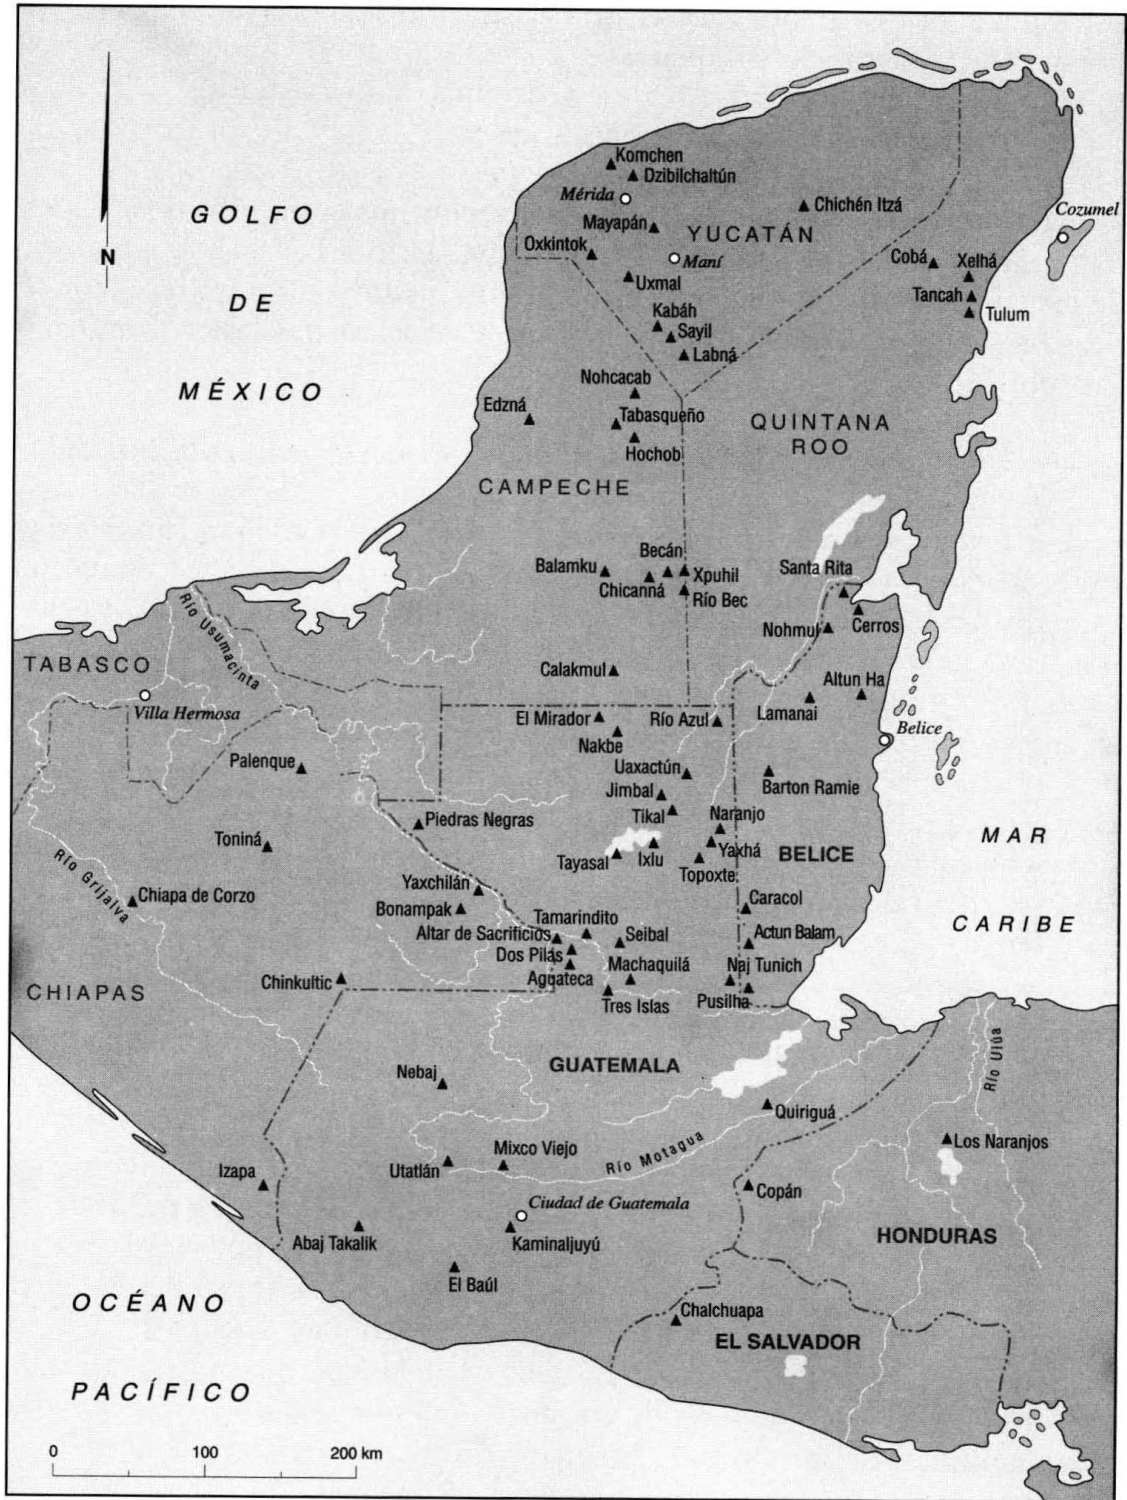 Komchen
Dzibilchaltún
Mérida
Chichén Itzá
Cozumel
GOLFO
Mayapán
YUCATÁN
Oxkintok
Maní
Cobá
Xelhá
N
Uxmal
Tancah
DE
Kabáh
Tulum
Sayil
Labná
MÉXICO
Nohcacab
Edzná
Tabasqueño
QUINTANA
ROO
Hochob
CAMPECHE
Becán
Balamku
Xpuhil
Santa Rita
Chicanná
Río Bec
Río Usumacinta
Nohmul
Cerros
TABASCO
Calakmul
Altun Ha
Villa Hermosa
El Mirador
Río Azul
Lamanai
Belice
Nakbe
Palenque
Uaxactún
Barton Ramie
Jimbal
Tikal
Naranjo
Piedras Negras
MAR
Toniná
Yaxhá
BELICE
Tayasal
Ixlu
Topoxte
Río Grijalva
Yaxchilán
Chiapa de Corzo
Caracol
Bonampak
Tamarindito
CARIBE
Altar de Sacrificios
Seibal
Actun Balam
Dos Pilas
Machaquilá
Naj Tunich
Aguateca
Chinkultic
CHIAPAS
Tres Islas
Pusilha
GUATEMALA
Río Ulúa
Nebaj
Quiriguá
Los Naranjos
Mixco Viejo
Río Motagua
Izapa
Utatlán
Copán
Ciudad de Guatemala
Abaj Takalik
Kaminaljuyú
HONDURAS
El Baúl
OCÉANO
Chalchuapa
EL SALVADOR
PACÍFICO
0 100 200 km